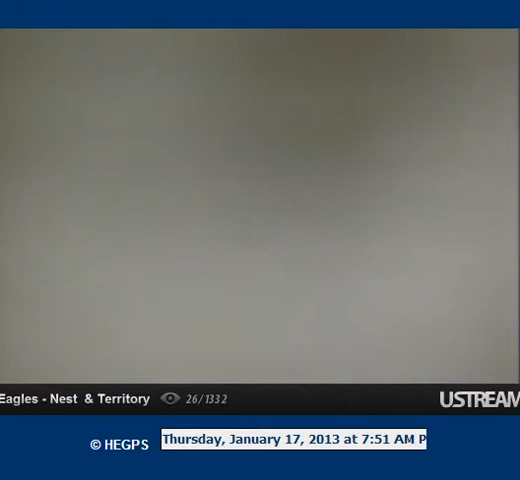 Eagles - Nest & Territory 26/1332 USTREAM
© HEGPS Thursday, January 17, 2013 at 7:51 AM P